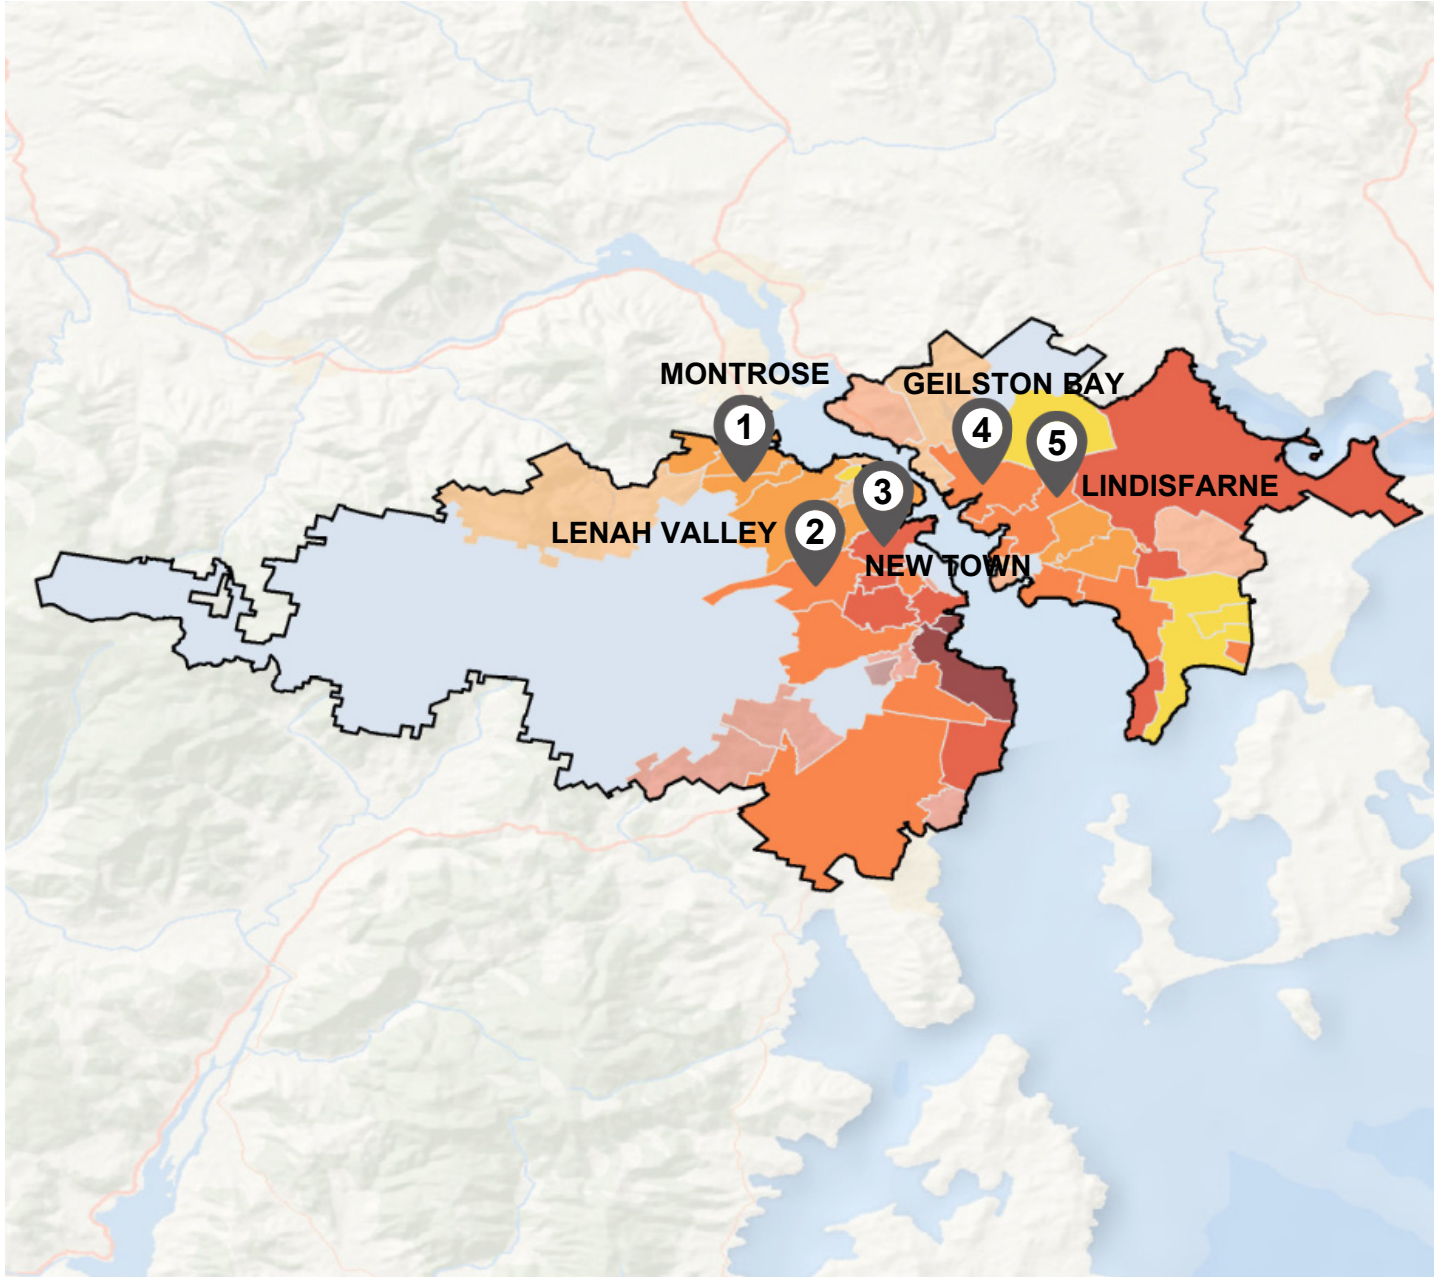 MONTROSE
GEILSTON BAY
1
4
5
3
LINDISFARNE
LENAH VALLEY
2
NEW TOWN